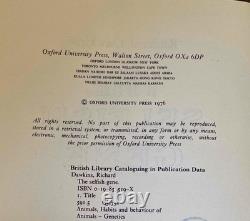 Oxford University Press, Walton Street, Oxford OX2 6DP
OXFORD LONDON GLASGOW NEW YORK
TORONTO MELBOURNE WELLINGTON CAPE TOWN
IBADAN NAIROBI DAR ES SALAAM LUSAKA ADDIS ABABA
KUALA LUMPUR SINGAPORE JAKARTA HONG KONG TOKYO
DELHI BOMBAY CALCUTTA MADRAS KARACHI
© OXFORD UNIVERSITY PRESS 1976
All rights reserved. No part of this publication may be reproduced,
stored in a retrieval system, or transmitted, in any form or by any means,
electronic, mechanical, photocopying, recording or otherwise, without
the prior permission of Oxford University Press
British Library Cataloguing in Publication Data
Dawkins, Richard
The selfish gene.
ISBN 0-19-857519-X
1. Title
591.5
Animals, Habits and behaviour of
Animals – Genetics